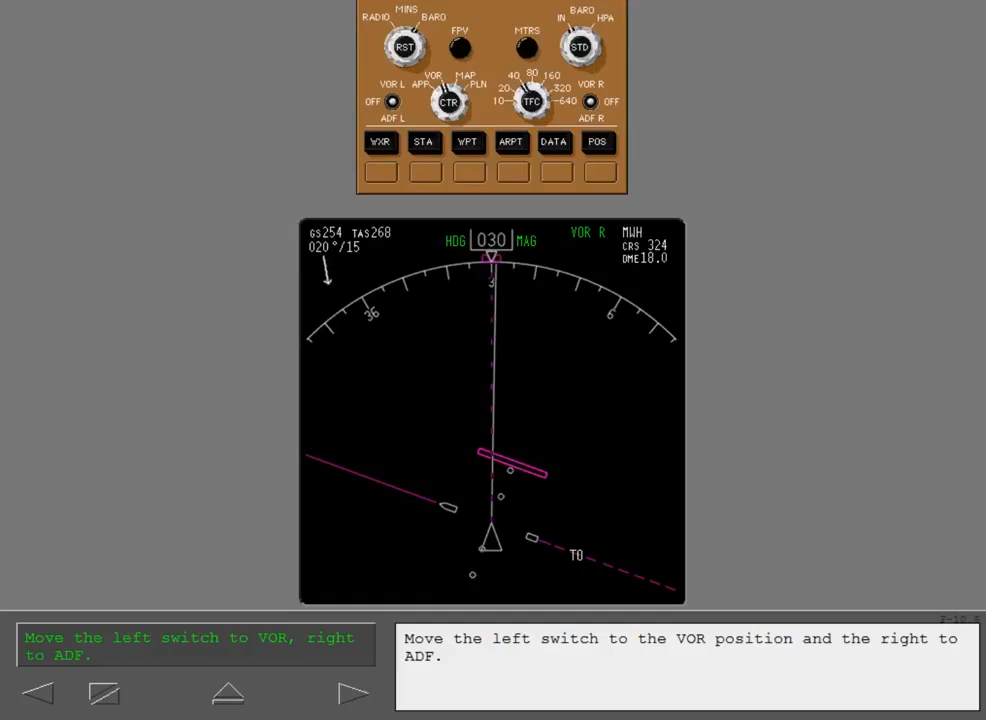 MINS
BARO
RADIO
BARO
IN
HPA
FPV
MTRS
RST
STD
VOR L
APP
VOR
MAP
PLN
10
20
40
80
160
320
640
VOR R
OFF
CTR
TFC
OFF
ADF L
ADF R
WXR
STA
WPT
ARPT
DATA
POS
GS254 TAS268
020°/15
HDG 030 MAG
VOR R
MWH
CRS 324
DME18.0
36
3
6
TO
Move the left switch to VOR, right
to ADF.
Move the left switch to the VOR position and the right to
ADF.